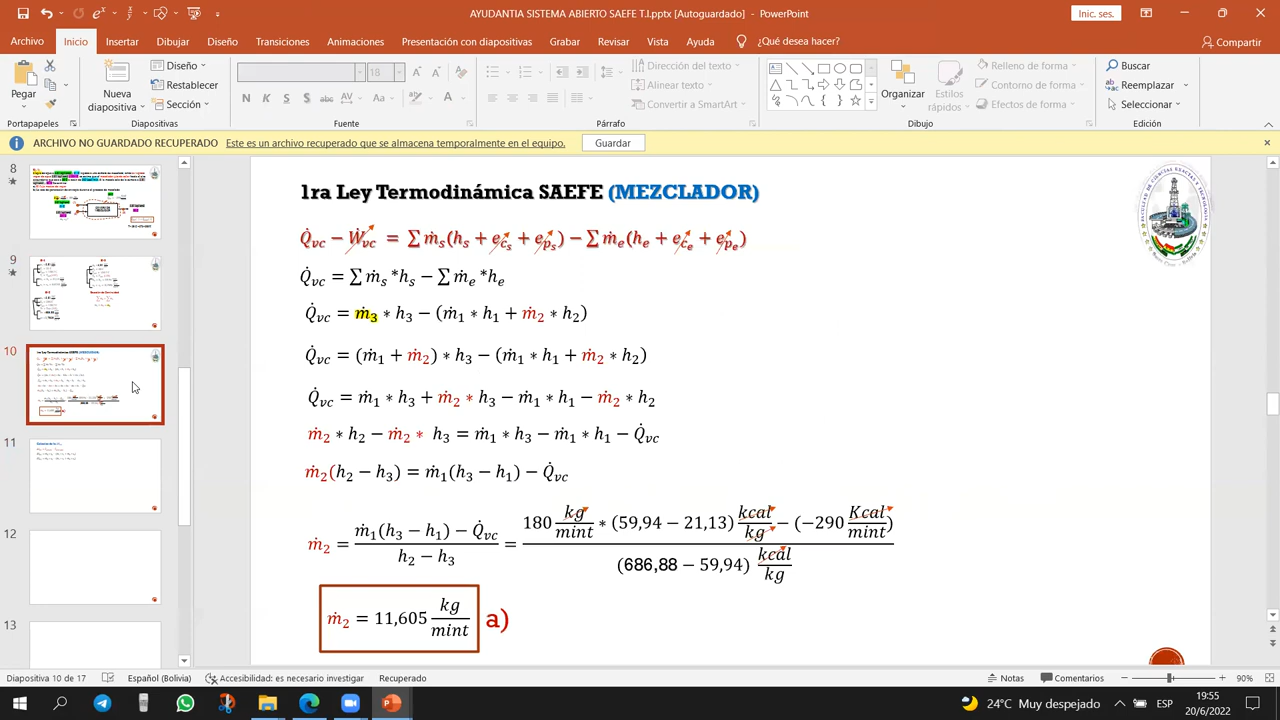 AYUDANTIA SISTEMA ABIERTO SAEFE T.I.pptx [Autoguardado] - PowerPoint
Inic. ses.
Archivo Inicio Insertar Dibujar Diseño Transiciones Animaciones Presentación con diapositivas Grabar Revisar Vista Ayuda ¿Qué desea hacer? Compartir
Pegar
Nueva diapositiva
Diseño
Restablecer
Sección
18
N K S S abc AV Aa
Dirección del texto
Alinear texto
Convertir a SmartArt
Organizar
Estilos rápidos
Relleno de forma
Contorno de forma
Efectos de forma
Buscar
Reemplazar
Seleccionar
Portapapeles Diapositivas Fuente Párrafo Dibujo Edición
ARCHIVO NO GUARDADO RECUPERADO Este es un archivo recuperado que se almacena temporalmente en el equipo. Guardar
8
9
10
11
12
13
1ra Ley Termodinámica SAEFE (MEZCLADOR)
Q̇vc − Ẇvc = ∑ ṁs(hs + ecs + eps) − ∑ ṁe(he + ece + epe)
Q̇vc = ∑ ṁs *hs − ∑ ṁe *he
Q̇vc = ṁ3 ∗ h3 − (ṁ1 ∗ h1 + ṁ2 ∗ h2)
Q̇vc = (ṁ1 + ṁ2) ∗ h3 − (ṁ1 ∗ h1 + ṁ2 ∗ h2)
Q̇vc = ṁ1 ∗ h3 + ṁ2 ∗ h3 − ṁ1 ∗ h1 − ṁ2 ∗ h2
ṁ2 ∗ h2 − ṁ2 ∗ h3 = ṁ1 ∗ h3 − ṁ1 ∗ h1 − Q̇vc
ṁ2(h2 − h3) = ṁ1(h3 − h1) − Q̇vc
ṁ2 = (ṁ1(h3 − h1) − Q̇vc) / (h2 − h3) = (180 kg/mint ∗ (59,94 − 21,13) kcal/kg − (−290 Kcal/mint)) / ((686,88 − 59,94) kcal/kg)
ṁ2 = 11,605 kg/mint a)
Diapositiva 10 de 17 Español (Bolivia) Accesibilidad: es necesario investigar Recuperado Notas Comentarios 90%
24°C Muy despejado ESP
19:55
20/6/2022